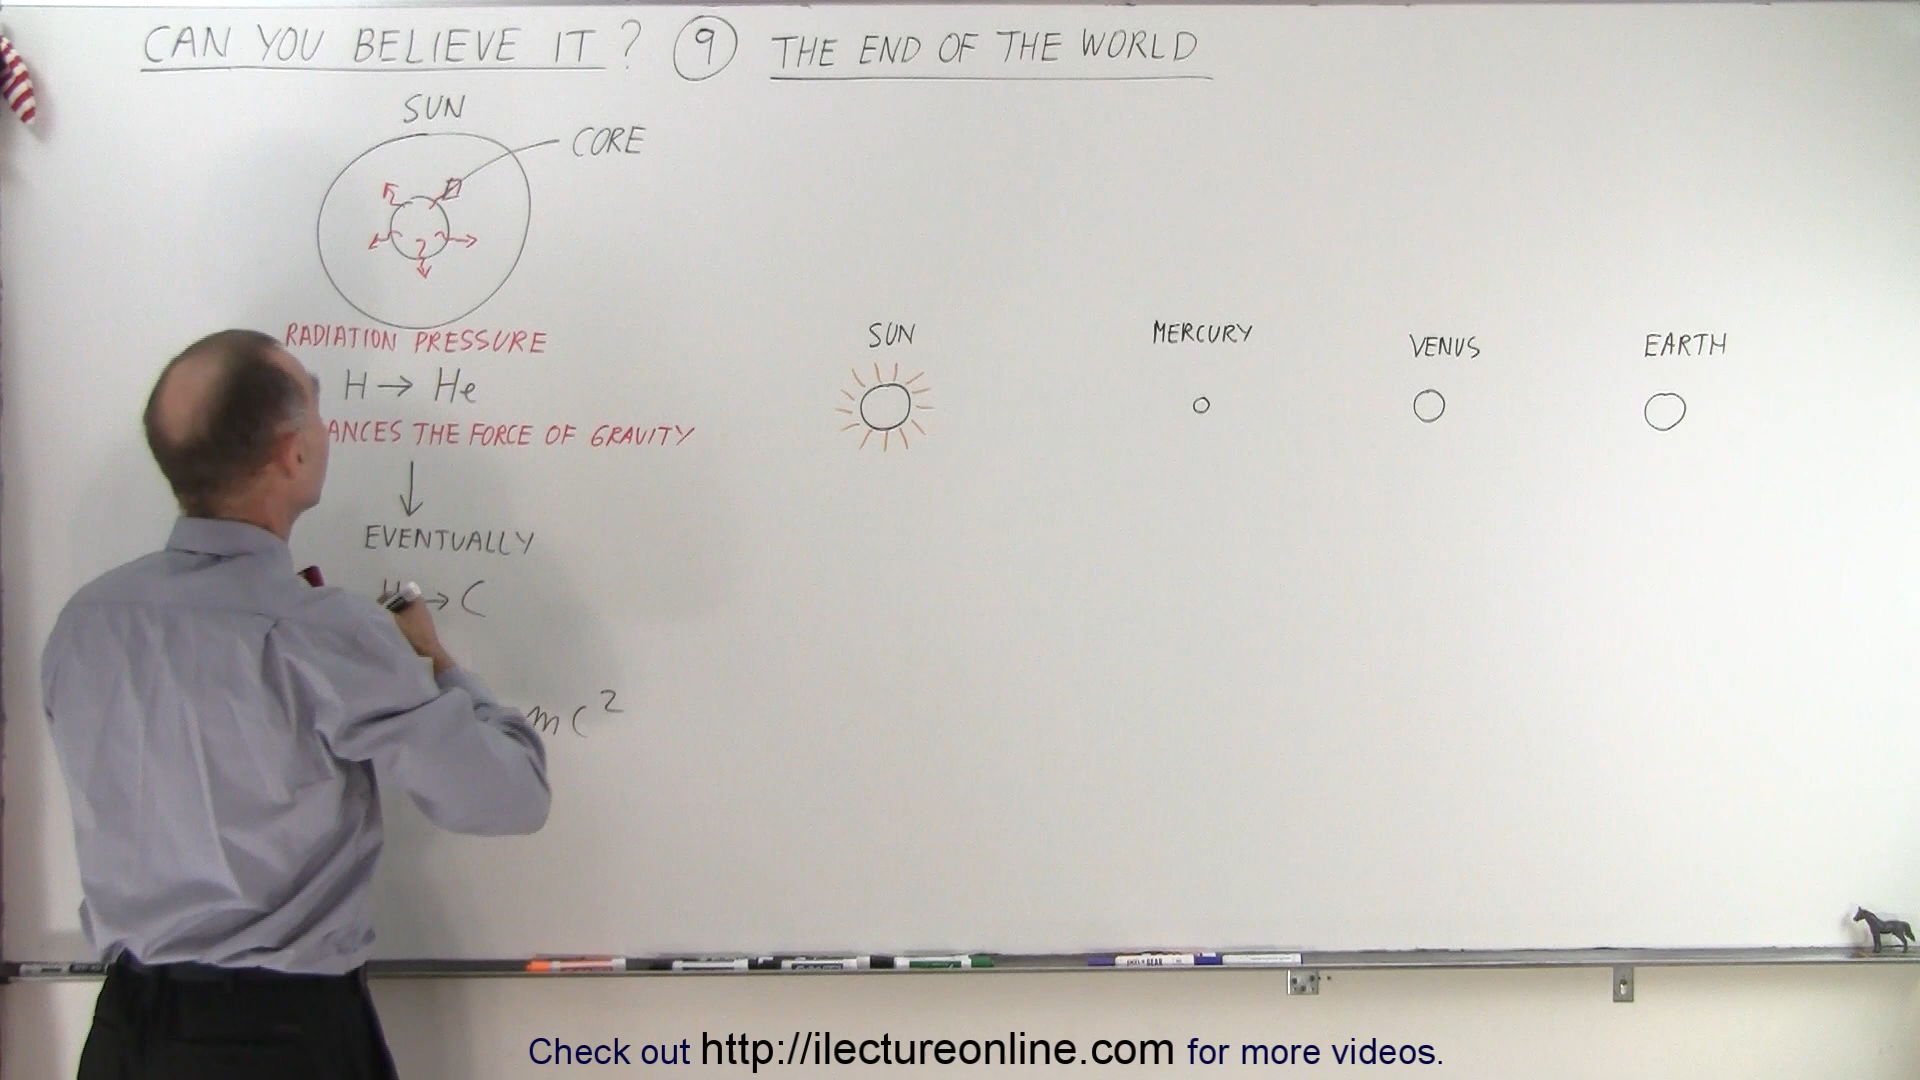 CAN YOU BELIEVE IT? 9 THE END OF THE WORLD
SUN
CORE
RADIATION PRESSURE
H → He
ANCES THE FORCE OF GRAVITY
EVENTUALLY
H → C
mc²
SUN
MERCURY
VENUS
EARTH
Check out http://ilectureonline.com for more videos.